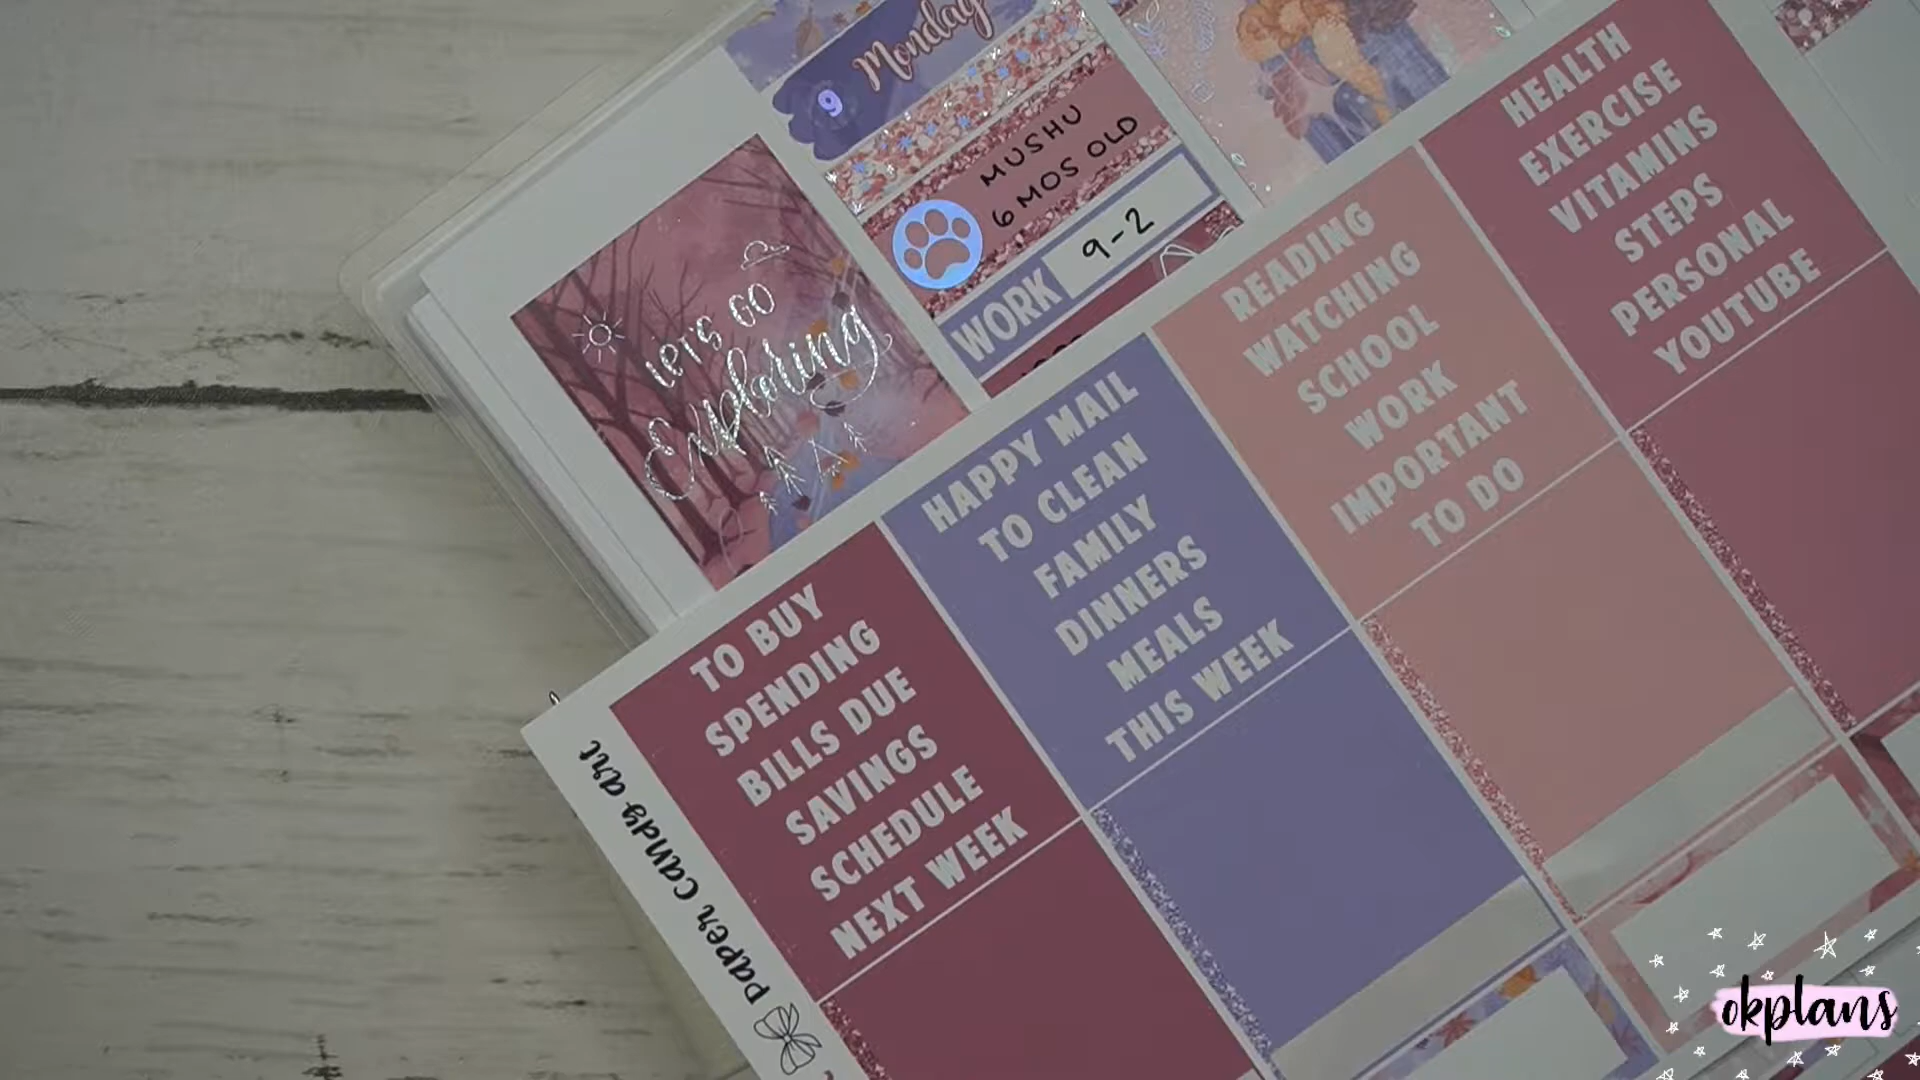 Monday
9
MUSHU
6 MOS OLD
WORK
9-2
LET'S GO
Exploring
TO BUY
SPENDING
BILLS DUE
SAVINGS
SCHEDULE
NEXT WEEK
HAPPY MAIL
TO CLEAN
FAMILY
DINNERS
MEALS
THIS WEEK
READING
WATCHING
SCHOOL
WORK
IMPORTANT
TO DO
HEALTH
EXERCISE
VITAMINS
STEPS
PERSONAL
YOUTUBE
paper candy art
okplans